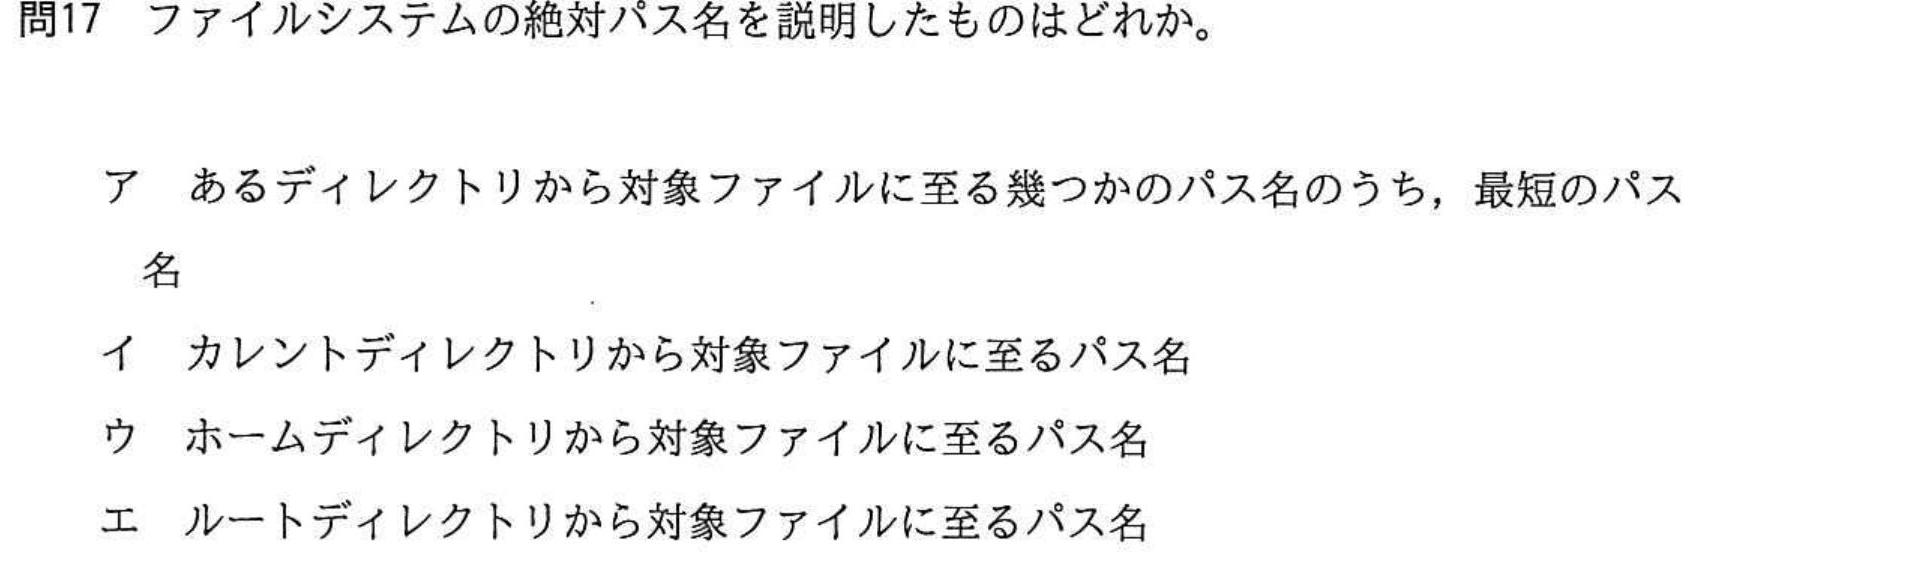 問17　ファイルシステムの絶対パス名を説明したものはどれか。
ア　あるディレクトリから対象ファイルに至る幾つかのパス名のうち，最短のパス
名
イ　カレントディレクトリから対象ファイルに至るパス名
ウ　ホームディレクトリから対象ファイルに至るパス名
エ　ルートディレクトリから対象ファイルに至るパス名